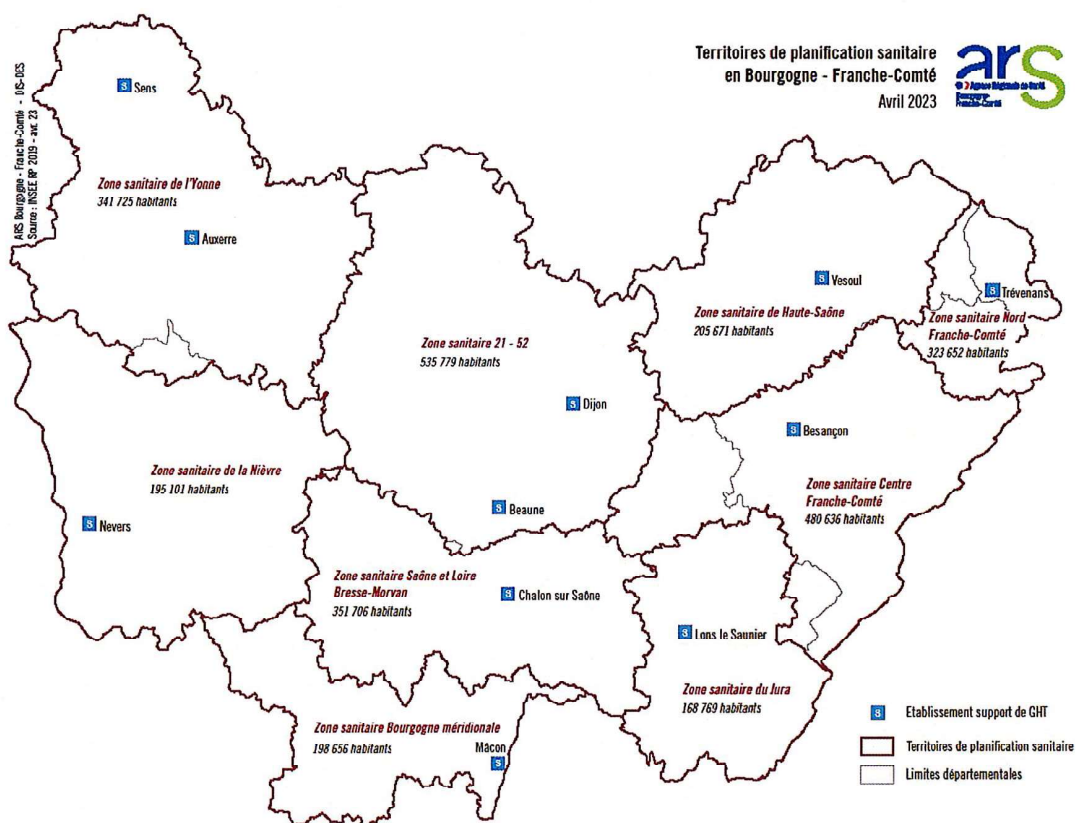 Territoires de planification sanitaire
en Bourgogne - Franche-Comté
Avril 2023
ars
Agence Régionale de Santé
Bourgogne-
Franche-Comté
ARS Bourgogne - Franche-Comté - DIS-DES
Source : INSEE RP 2019 - avr. 23
Sens
Zone sanitaire de l'Yonne
341 725 habitants
Auxerre
Vesoul
Trévenans
Zone sanitaire de Haute-Saône
205 671 habitants
Zone sanitaire Nord
Franche-Comté
323 652 habitants
Zone sanitaire 21 - 52
535 779 habitants
Dijon
Besançon
Zone sanitaire de la Nièvre
195 101 habitants
Zone sanitaire Centre
Franche-Comté
480 636 habitants
Beaune
Nevers
Zone sanitaire Saône et Loire
Bresse-Morvan
351 706 habitants
Chalon sur Saône
Lons le Saunier
Zone sanitaire du Jura
168 769 habitants
Zone sanitaire Bourgogne méridionale
198 656 habitants
Mâcon
S Etablissement support de GHT
Territoires de planification sanitaire
Limites départementales